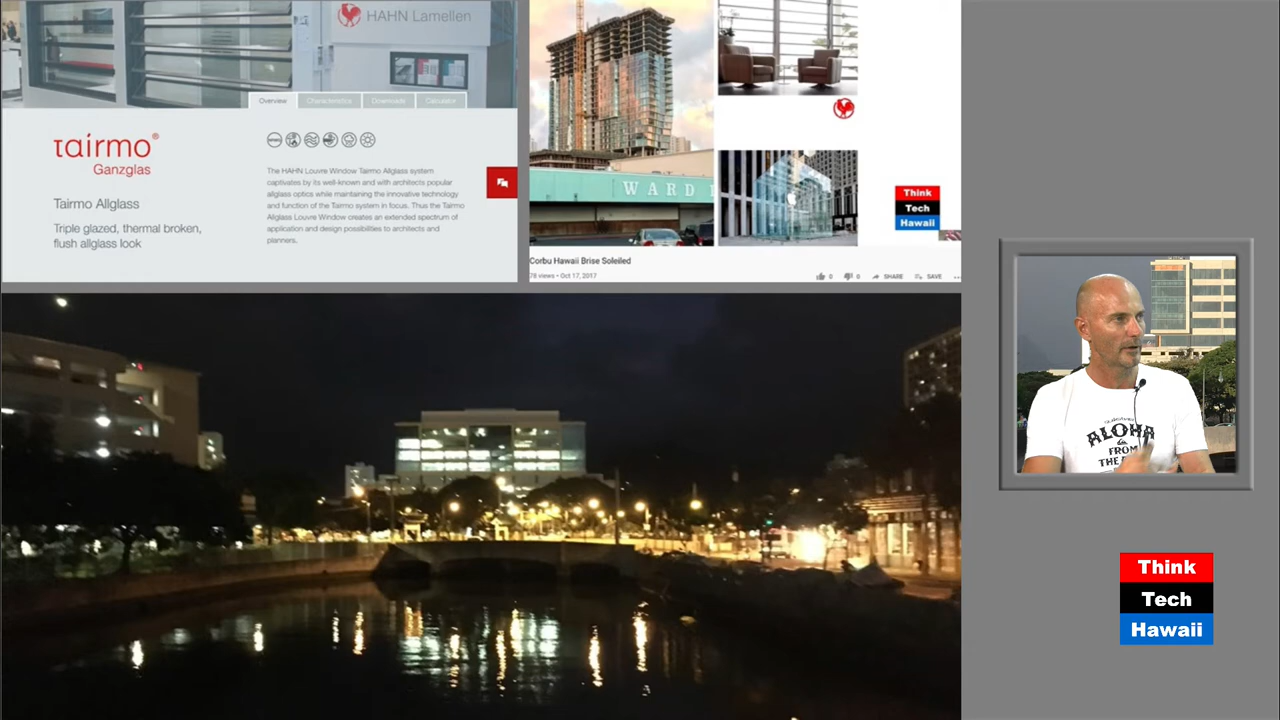 HAHN Lamellen
Overview
Characteristics
Downloads
Calculator
tairmo®
Ganzglas
Tairmo Allglass
Triple glazed, thermal broken,
flush allglass look
The HAHN Louvre Window Tairmo Allglass system
captivates by its well-known and with architects popular
allglass optics while maintaining the innovative technology
and function of the Tairmo system in focus. Thus the Tairmo
Allglass Louvre Window creates an extended spectrum of
application and design possibilities to architects and
planners.
WARD
Think
Tech
Hawaii
Corbu Hawaii Brise Soleiled
78 views • Oct 17, 2017
0
0
SHARE
SAVE
ALOHA
FROM
THE
Think
Tech
Hawaii